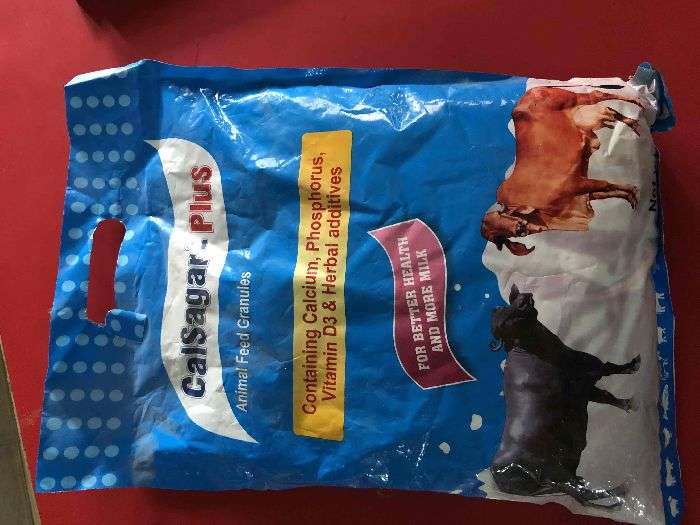 CalSagar-Plus
Animal Feed Granules
Containing Calcium, Phosphorus,
Vitamin D3 & Herbal additives
FOR BETTER HEALTH
AND MORE MILK